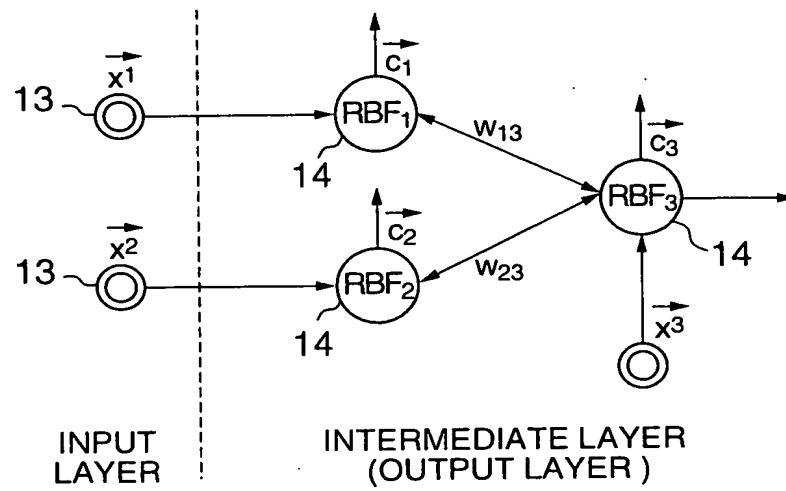 x¹
13
c₁
RBF₁
14
w₁₃
c₃
RBF₃
14
x²
13
c₂
RBF₂
14
w₂₃
x³
INPUT
LAYER
INTERMEDIATE LAYER
(OUTPUT LAYER )